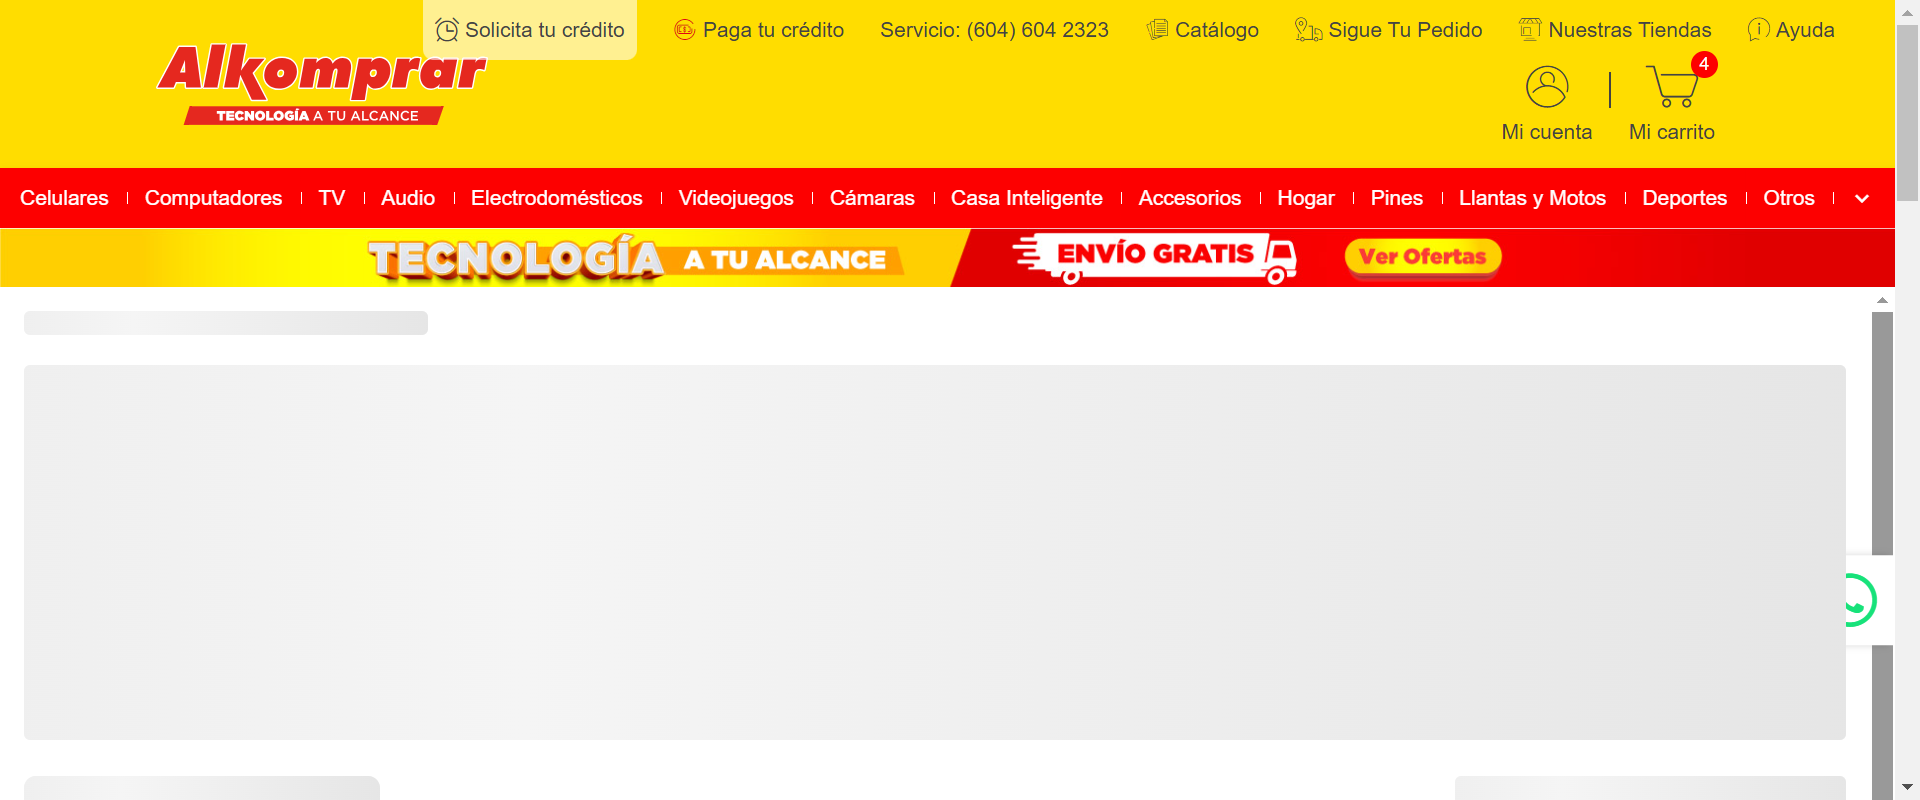 Solicita tu crédito
Paga tu crédito
Servicio: (604) 604 2323
Catálogo
Sigue Tu Pedido
Nuestras Tiendas
Ayuda
Alkomprar
TECNOLOGÍA A TU ALCANCE
4
Mi cuenta
Mi carrito
Celulares
Computadores
TV
Audio
Electrodomésticos
Videojuegos
Cámaras
Casa Inteligente
Accesorios
Hogar
Pines
Llantas y Motos
Deportes
Otros
TECNOLOGÍA A TU ALCANCE
ENVÍO GRATIS
Ver Ofertas